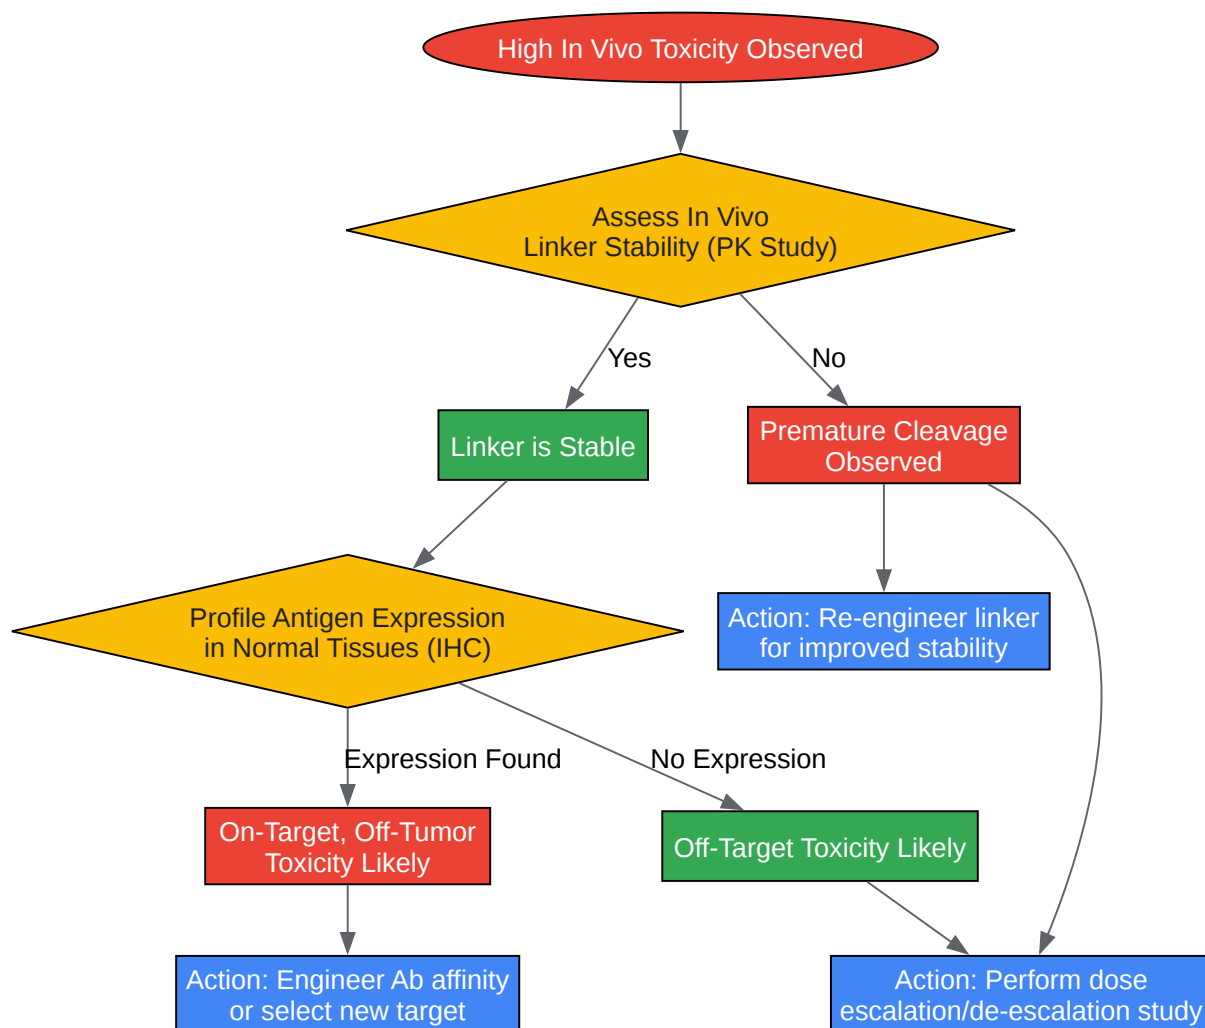 High In Vivo Toxicity Observed
Assess In Vivo
Linker Stability (PK Study)
Yes
No
Linker is Stable
Premature Cleavage
Observed
Profile Antigen Expression
in Normal Tissues (IHC)
Action: Re-engineer linker
for improved stability
Expression Found
No Expression
On-Target, Off-Tumor
Toxicity Likely
Off-Target Toxicity Likely
Action: Engineer Ab affinity
or select new target
Action: Perform dose
escalation/de-escalation study